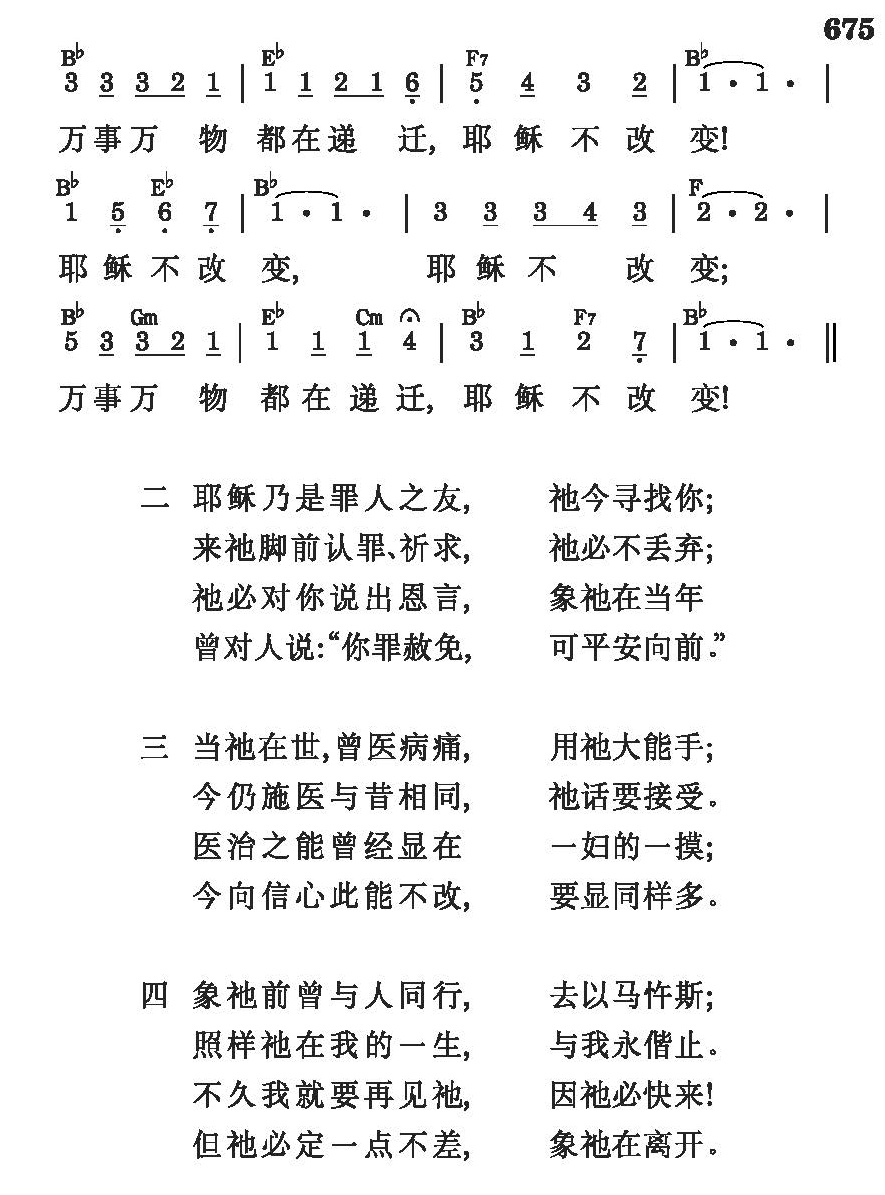 675
B♭ E♭ F7 B♭
3 3 3 2 1 | 1 1 2 1 6 | 5 4 3 2 | 1 · 1 · |
万事万 物 都在递 迁, 耶 稣 不 改 变!
B♭ E♭ B♭ F
1 5 6 7 | 1 · 1 · | 3 3 3 4 3 | 2 · 2 · |
耶 稣 不 改 变, 耶 稣 不 改 变;
B♭ Gm E♭ Cm B♭ F7 B♭
5 3 3 2 1 | 1 1 1 4 | 3 1 2 7 | 1 · 1 · ‖
万事万 物 都 在 递 迁, 耶 稣 不 改 变!
二 耶稣乃是罪人之友, 祂今寻找你;
来祂脚前认罪、祈求, 祂必不丢弃;
祂必对你说出恩言, 象祂在当年
曾对人说:“你罪赦免, 可平安向前。”
三 当祂在世,曾医病痛, 用祂大能手;
今仍施医与昔相同, 祂话要接受。
医治之能曾经显在 一妇的一摸;
今向信心此能不改, 要显同样多。
四 象祂前曾与人同行, 去以马忤斯;
照样祂在我的一生, 与我永偕止。
不久我就要再见祂, 因祂必快来!
但祂必定一点不差, 象祂在离开。